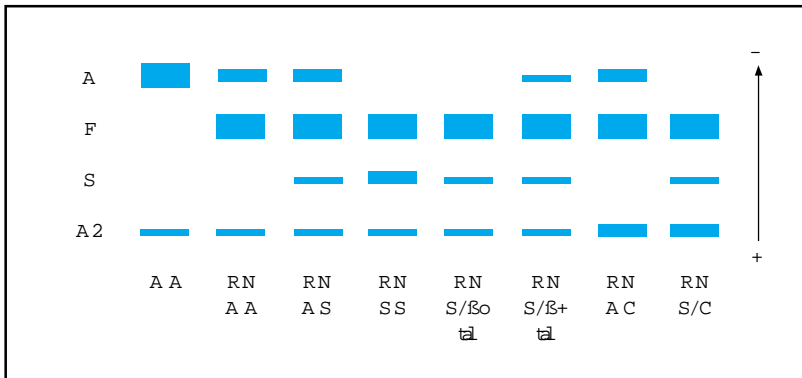 −
A
F
S
A2
+
AA RN RN RN RN RN RN RN
AA AS SS S/ßo S/ß+ AC S/C
tal tal